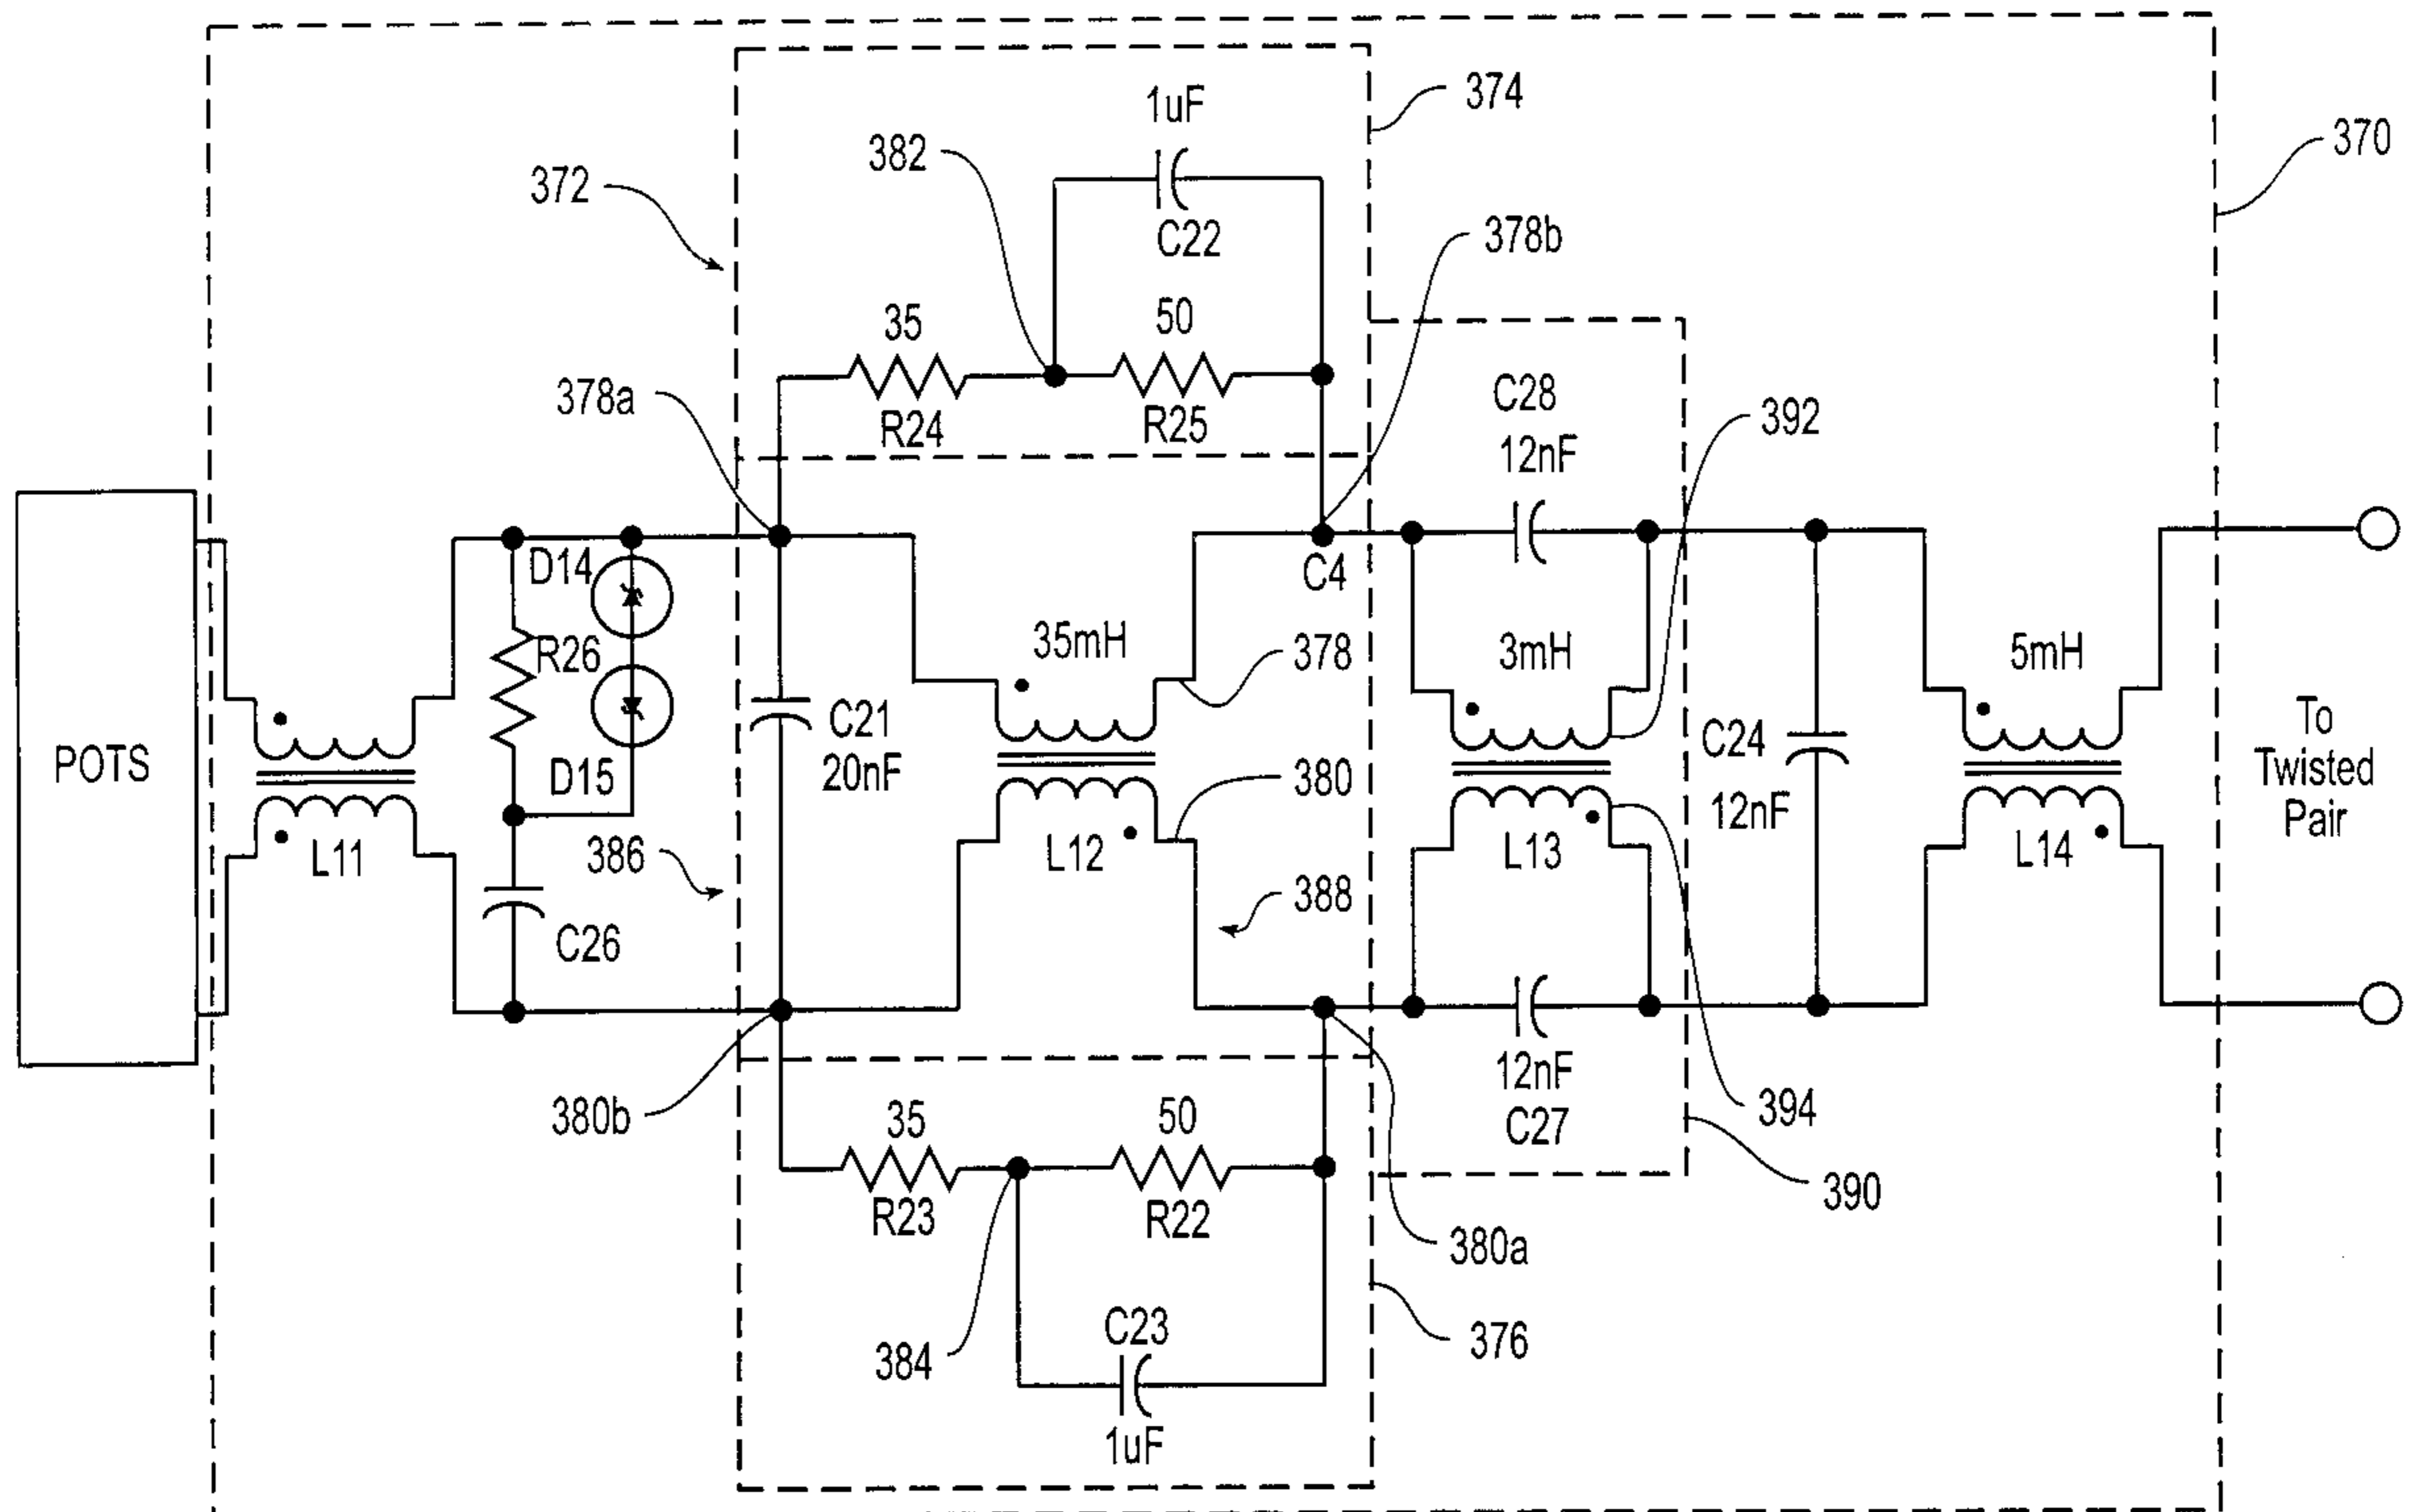 1uF
374
382
370
372
C22
378b
35
50
C28
378a
R24
R25
12nF
392
D14
C4
R26
35mH
378
3mH
5mH
C21
20nF
C24
12nF
To
Twisted
Pair
POTS
D15
380
L11
386
L12
L13
L14
388
C26
12nF
C27
394
380b
35
50
390
R23
R22
380a
C23
376
384
1uF